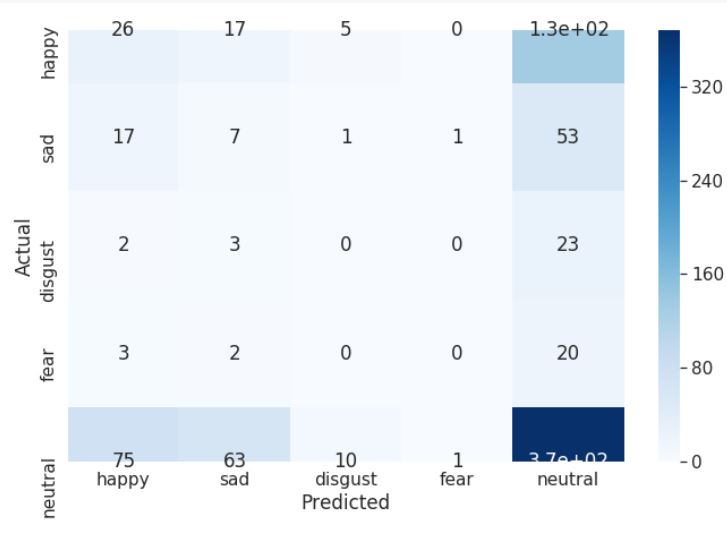 26 17 5 0 1.3e+02
happy
320
17 7 1 1 53
sad
240
Actual
2 3 0 0 23
disgust
160
3 2 0 0 20
fear
80
75 63 10 1 3.7e+02
0
neutral
happy sad disgust fear neutral
Predicted